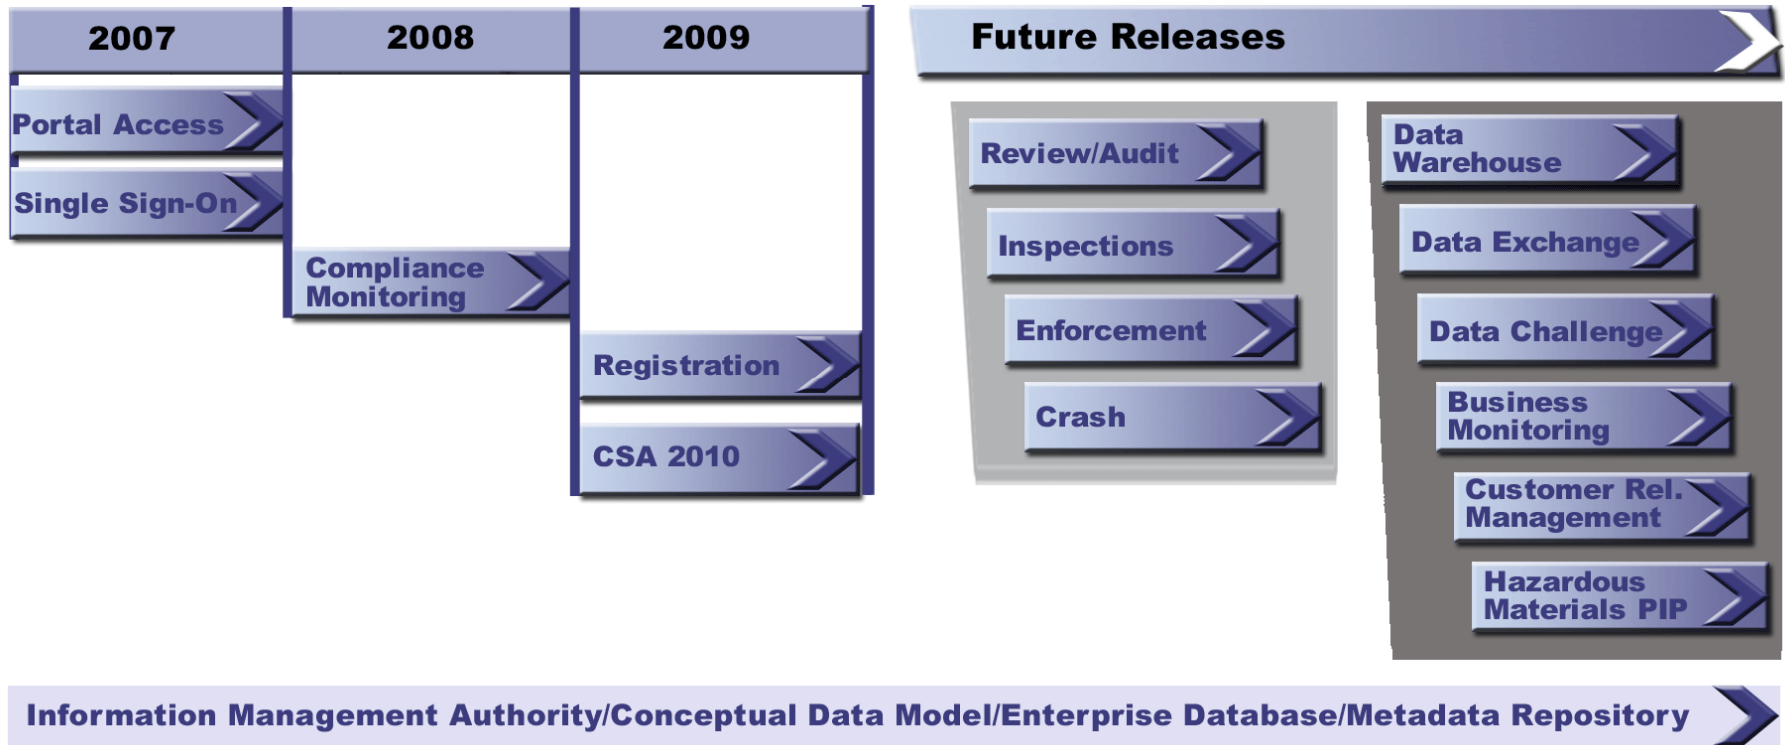 2007
2008
2009
Future Releases
Portal Access
Single Sign-On
Compliance
Monitoring
Registration
CSA 2010
Review/Audit
Inspections
Enforcement
Crash
Data
Warehouse
Data Exchange
Data Challenge
Business
Monitoring
Customer Rel.
Management
Hazardous
Materials PIP
Information Management Authority/Conceptual Data Model/Enterprise Database/Metadata Repository